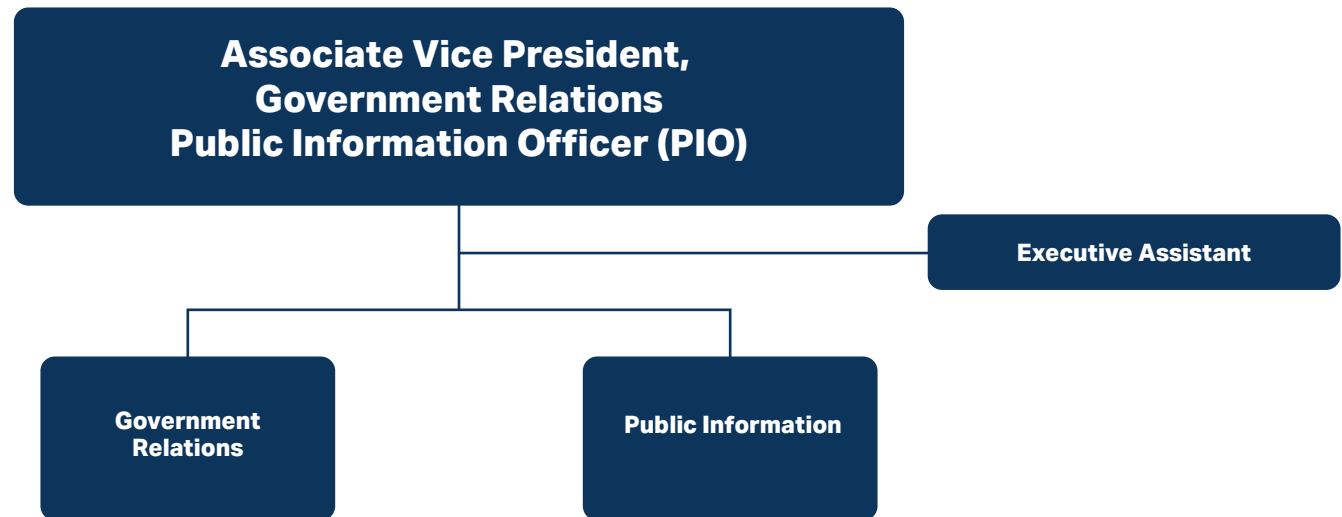 Associate Vice President,
Government Relations
Public Information Officer (PIO)
Executive Assistant
Government
Relations
Public Information